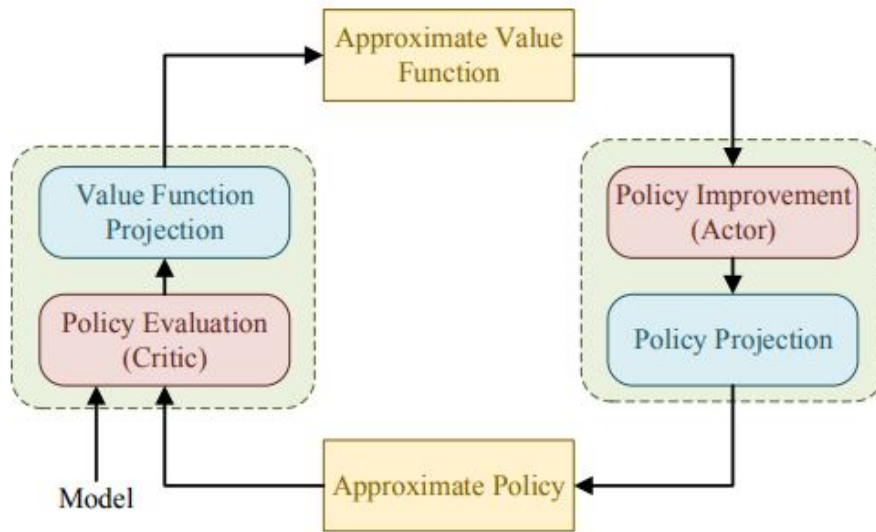 Approximate Value
Function
Value Function
Projection
Policy Evaluation
(Critic)
Policy Improvement
(Actor)
Policy Projection
Model
Approximate Policy